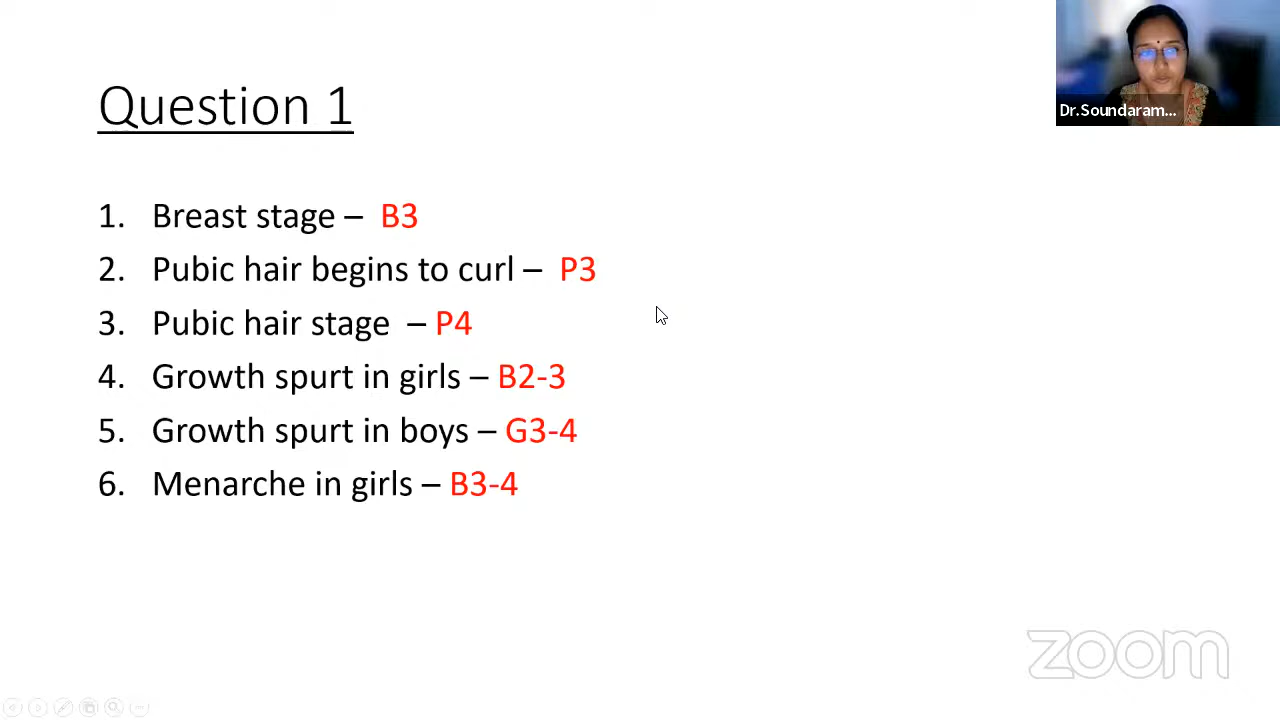 Question 1
Dr.Soundaram...
1. Breast stage – B3
2. Pubic hair begins to curl – P3
3. Pubic hair stage – P4
4. Growth spurt in girls – B2-3
5. Growth spurt in boys – G3-4
6. Menarche in girls – B3-4
zoom